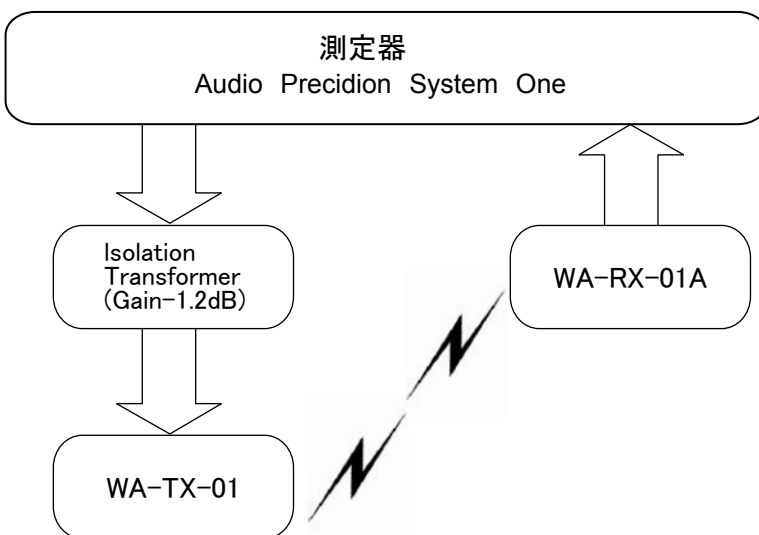 測定器
Audio Precidion System One
Isolation
Transformer
(Gain-1.2dB)
WA-RX-01A
WA-TX-01